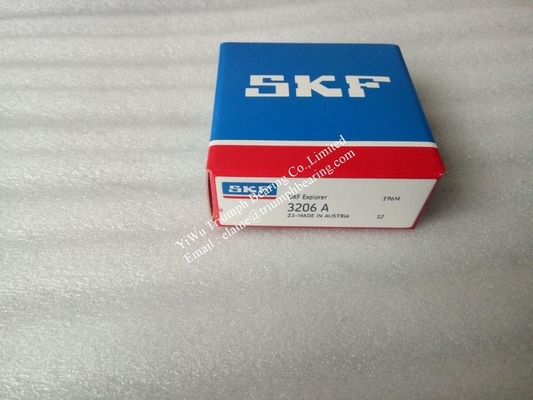 SKF
SKF
SKF Explorer
196M
3206 A
23-MADE IN AUSTRIA
12
YiWu Triumph Bearing Co.,Limited
Email : elaine@triumphbearing.com